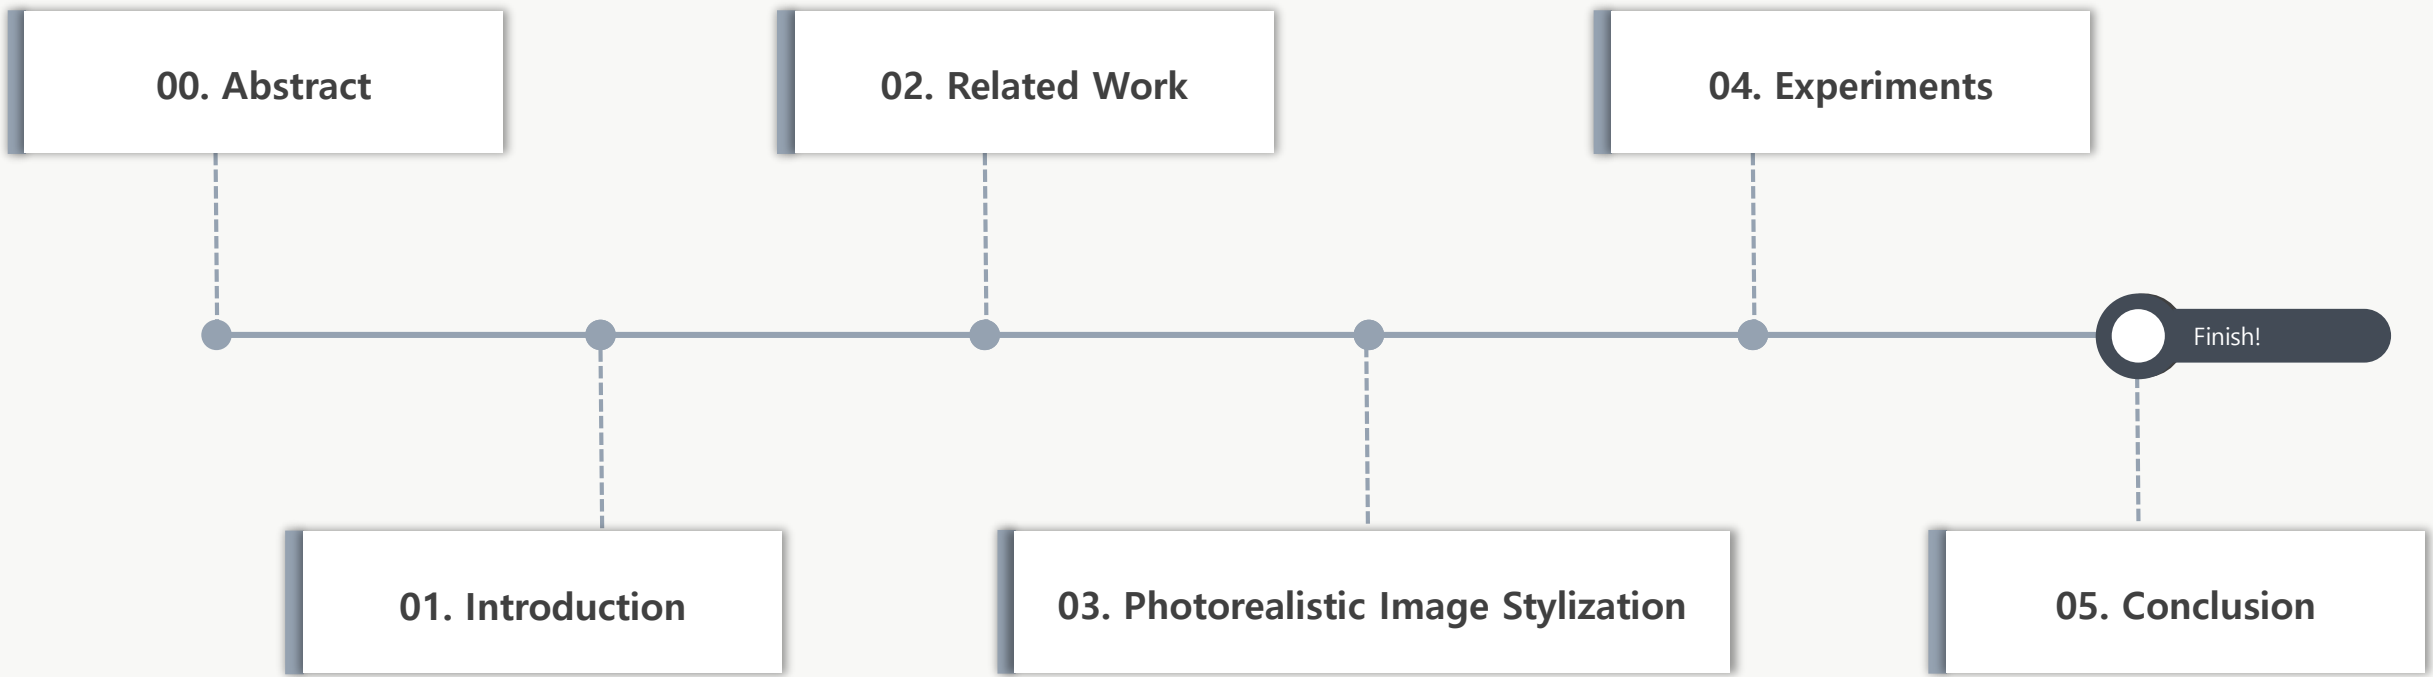 00. Abstract
02. Related Work
04. Experiments
Finish!
01. Introduction
03. Photorealistic Image Stylization
05. Conclusion